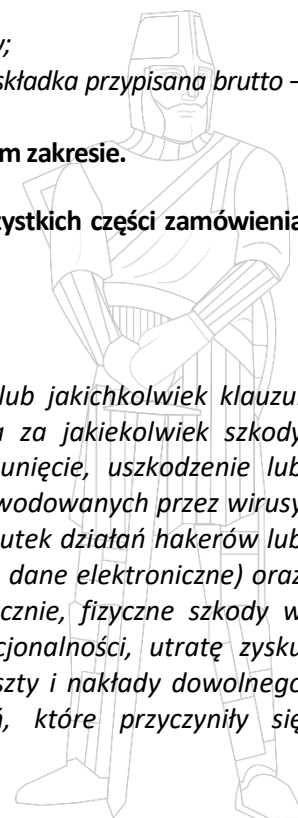 ;
składka przypisana brutto –
m zakresie.
zystkich części zamówienia
lub jakichkolwiek klauzu
za jakiekolwiek szkody
unięcie, uszkodzenie lub
wodowanych przez wirusy
utek działań hakerów lub
dane elektroniczne) oraz
cznie, fizyczne szkody w
cjonalności, utratę zysku
szty i nakłady dowolnego
, które przyczyniły się